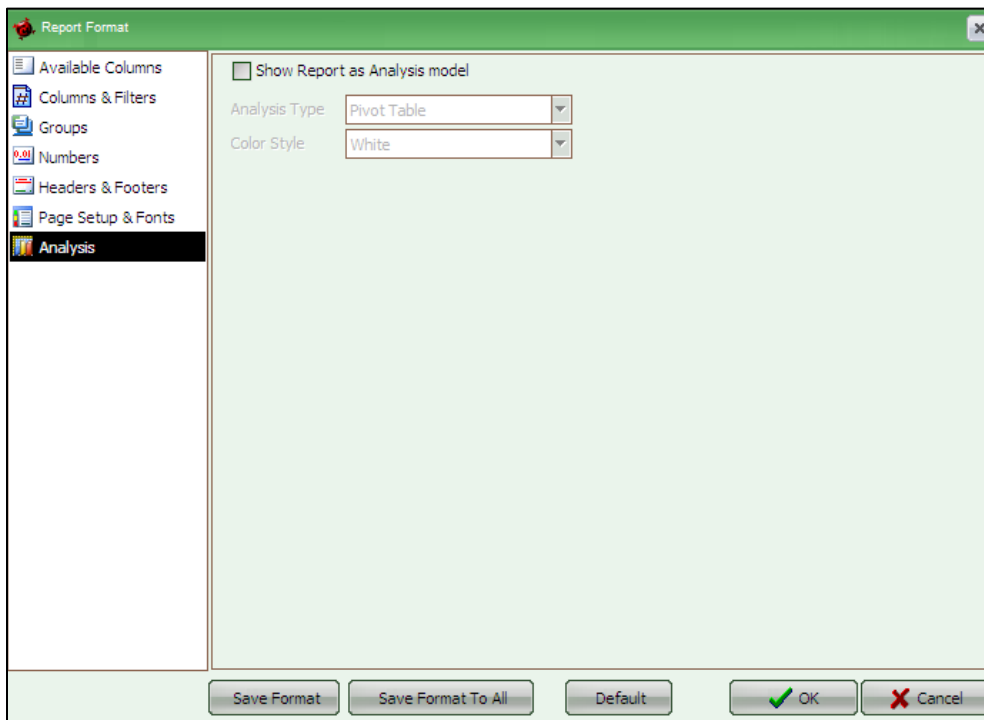 Report Format
Available Columns
Columns & Filters
Groups
Numbers
Headers & Footers
Page Setup & Fonts
Analysis
Show Report as Analysis model
Analysis Type
Pivot Table
Color Style
White
Save Format
Save Format To All
Default
OK
Cancel